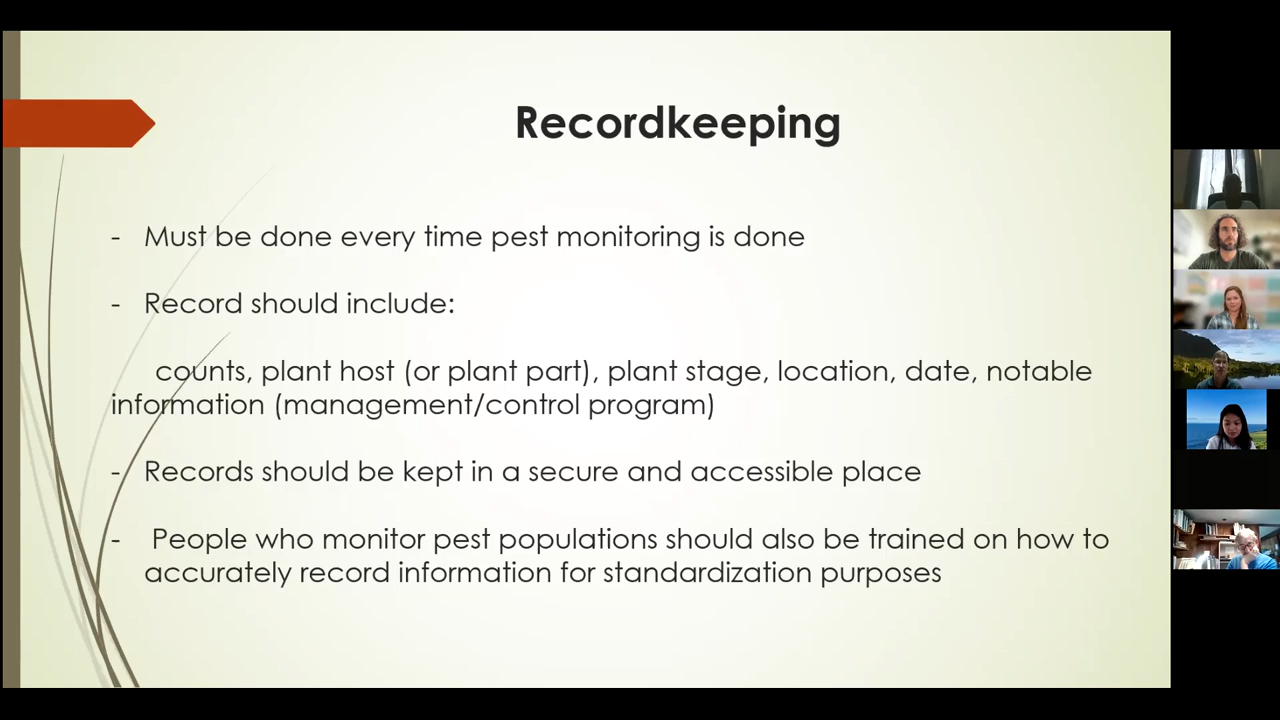 Recordkeeping
- Must be done every time pest monitoring is done
- Record should include:
counts, plant host (or plant part), plant stage, location, date, notable
information (management/control program)
- Records should be kept in a secure and accessible place
- People who monitor pest populations should also be trained on how to
accurately record information for standardization purposes